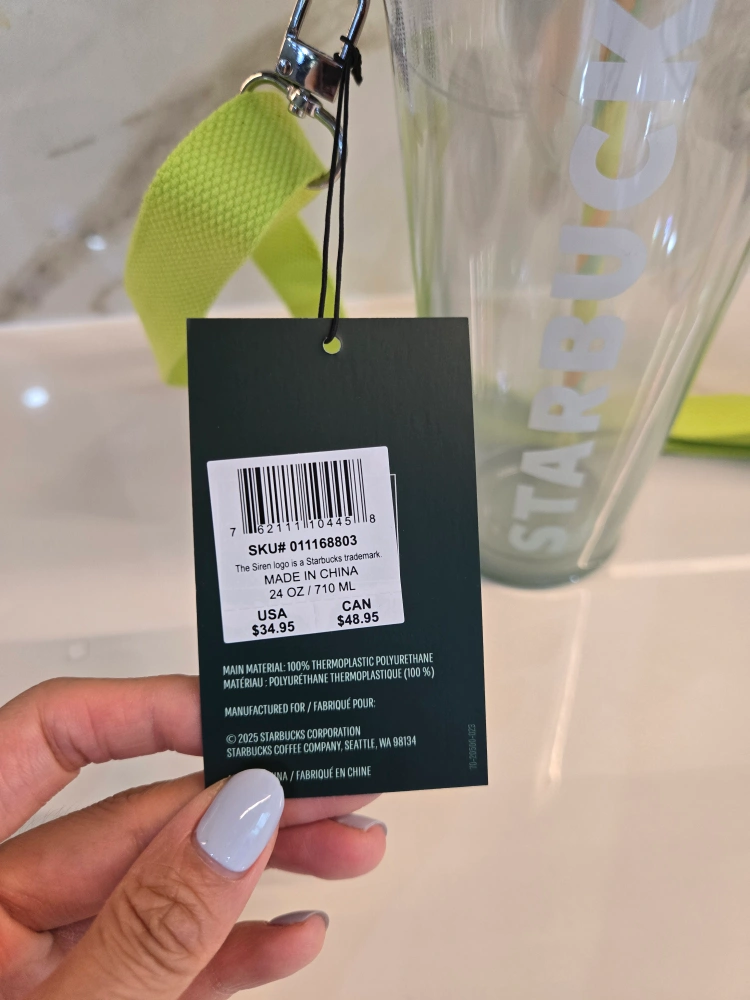 STARBUCK
7 62111 10445 8
SKU# 011168803
The Siren logo is a Starbucks trademark.
MADE IN CHINA
24 OZ / 710 ML
USA CAN
$34.95 $48.95
MAIN MATERIAL: 100% THERMOPLASTIC POLYURETHANE
MATÉRIAU : POLYURÉTHANE THERMOPLASTIQUE (100 %)
MANUFACTURED FOR / FABRIQUÉ POUR:
© 2025 STARBUCKS CORPORATION
STARBUCKS COFFEE COMPANY, SEATTLE, WA 98134
/ FABRIQUÉ EN CHINE